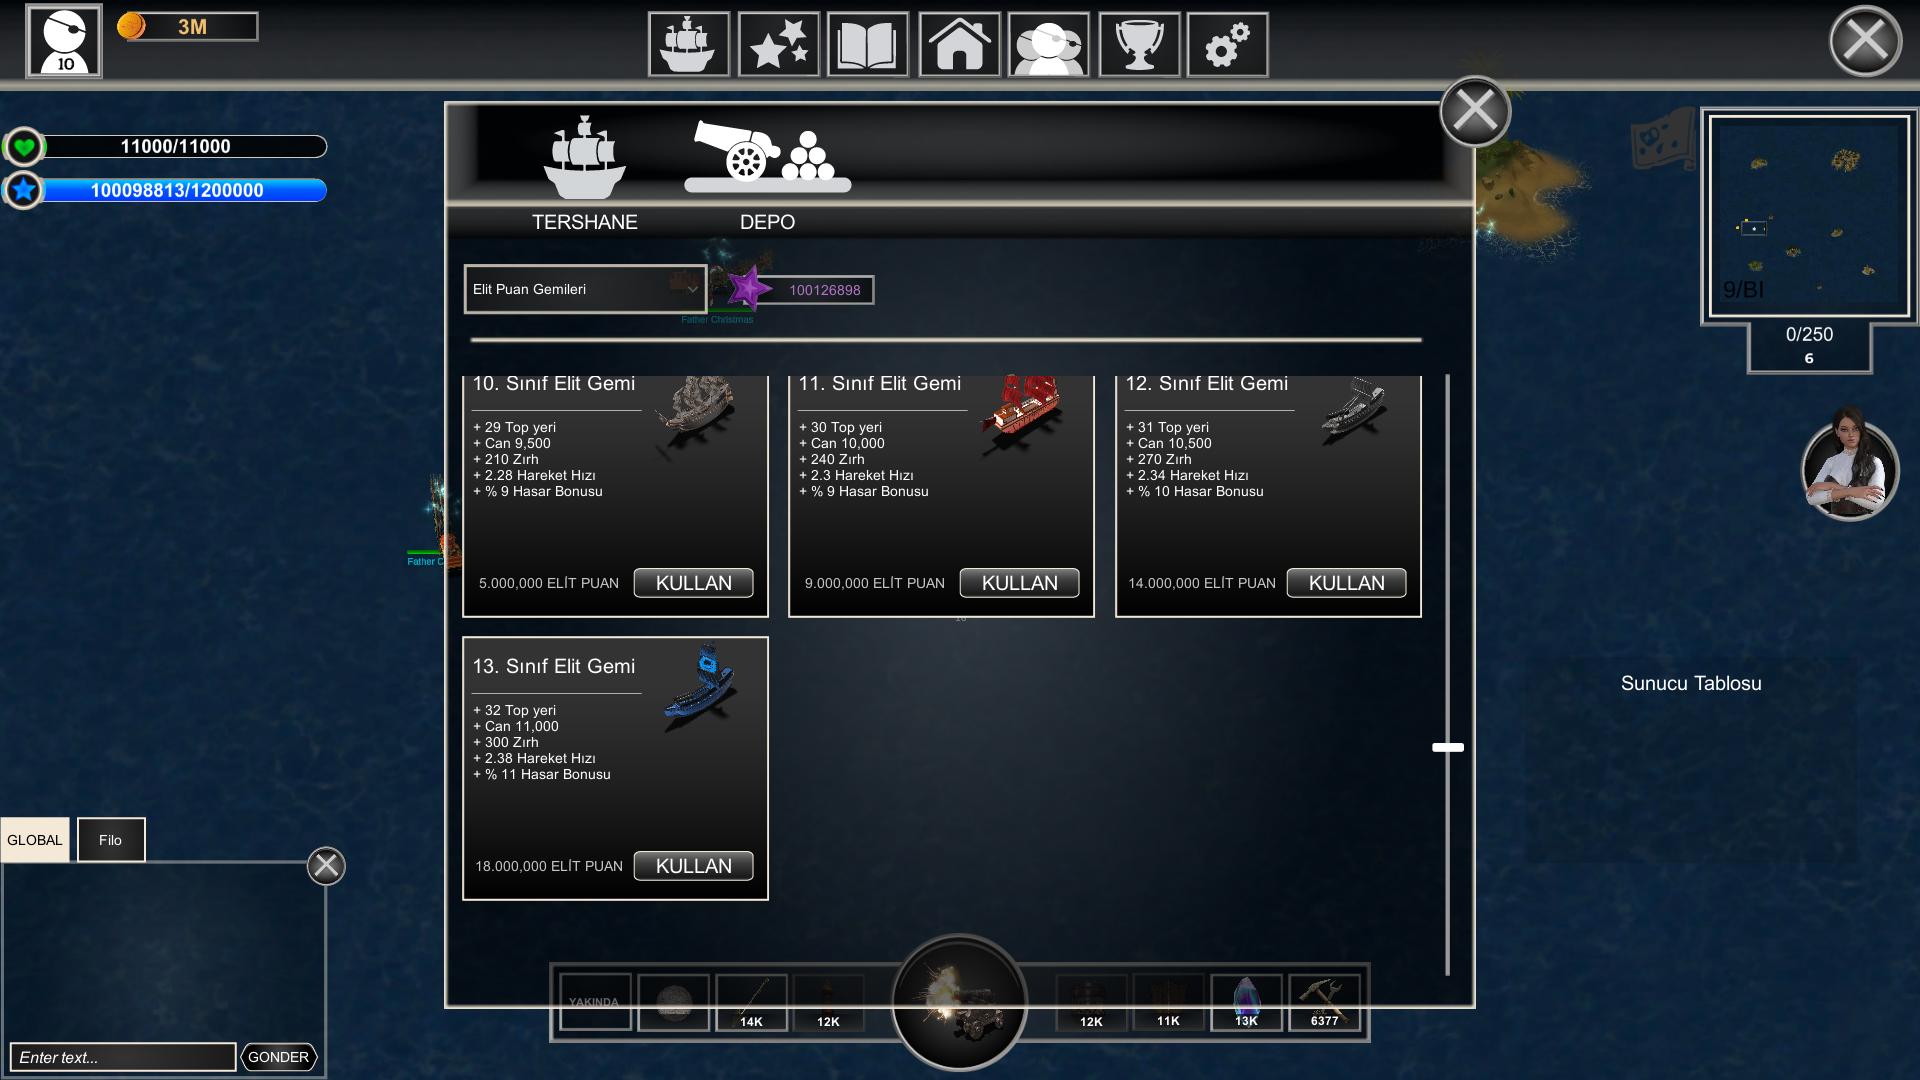 10
3M
11000/11000
100098813/1200000
TERSHANE
DEPO
Elit Puan Gemileri
100126898
Father Christmas
9/BI
0/250
6
10. Sınıf Elit Gemi
+ 29 Top yeri
+ Can 9,500
+ 210 Zırh
+ 2.28 Hareket Hızı
+ % 9 Hasar Bonusu
5.000,000 ELİT PUAN
KULLAN
11. Sınıf Elit Gemi
+ 30 Top yeri
+ Can 10,000
+ 240 Zırh
+ 2.3 Hareket Hızı
+ % 9 Hasar Bonusu
9.000,000 ELİT PUAN
KULLAN
12. Sınıf Elit Gemi
+ 31 Top yeri
+ Can 10,500
+ 270 Zırh
+ 2.34 Hareket Hızı
+ % 10 Hasar Bonusu
14.000,000 ELİT PUAN
KULLAN
Father C
13. Sınıf Elit Gemi
+ 32 Top yeri
+ Can 11,000
+ 300 Zırh
+ 2.38 Hareket Hızı
+ % 11 Hasar Bonusu
18.000,000 ELİT PUAN
KULLAN
Sunucu Tablosu
GLOBAL
Filo
YAKINDA
14K
12K
12K
11K
13K
6377
Enter text...
GONDER